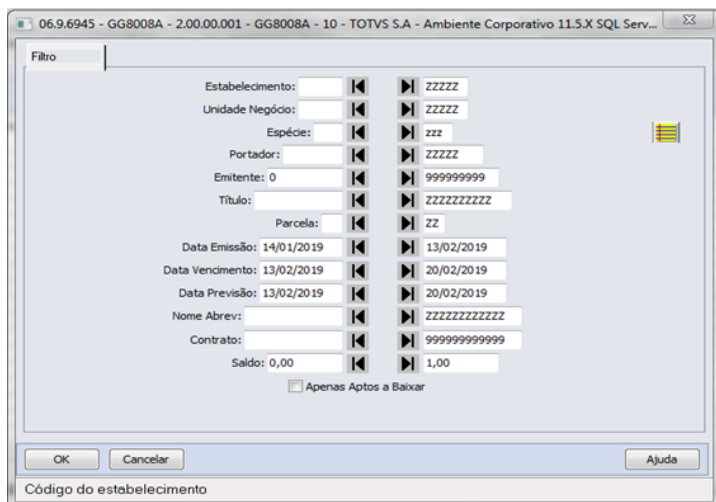 06.9.6945 - GG8008A - 2.00.00.001 - GG8008A - 10 - TOTVS S.A - Ambiente Corporativo 11.5.X SQL Serv...
Filtro
Estabelecimento: ZZZZZ
Unidade Negócio: ZZZZZ
Espécie: zzz
Portador: ZZZZZ
Emitente: 0 999999999
Título: ZZZZZZZZZZ
Parcela: ZZ
Data Emissão: 14/01/2019 13/02/2019
Data Vencimento: 13/02/2019 20/02/2019
Data Previsão: 13/02/2019 20/02/2019
Nome Abrev: ZZZZZZZZZZZZ
Contrato: 999999999999
Saldo: 0,00 1,00
Apenas Aptos a Baixar
OK Cancelar Ajuda
Código do estabelecimento